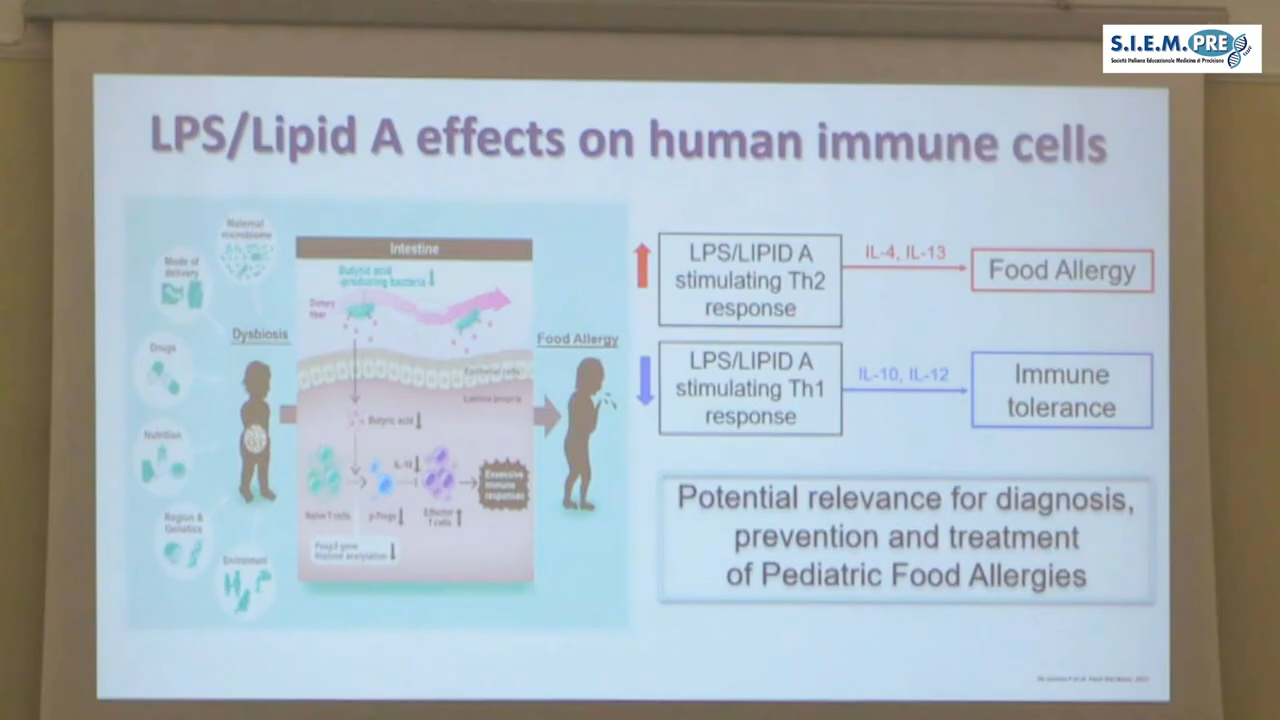 S.I.E.M.PRE
Società Italiana Educazionale Medicina di Precisione
LPS/Lipid A effects on human immune cells
Maternal
microbiome
Mode of
delivery
Drugs
Nutrition
Region &
Genetics
Environment
Dysbiosis
Intestine
Butyric acid
-producing bacteria
Dietary
fiber
Epithelial cells
Lamina propria
Butyric acid
IL-10
Naïve T cells
p-Tregs
Effector
T cells
Excessive
immune
responses
Foxp3 gene
Histone acetylation
Food Allergy
LPS/LIPID A
stimulating Th2
response
IL-4, IL-13
Food Allergy
LPS/LIPID A
stimulating Th1
response
IL-10, IL-12
Immune
tolerance
Potential relevance for diagnosis,
prevention and treatment
of Pediatric Food Allergies